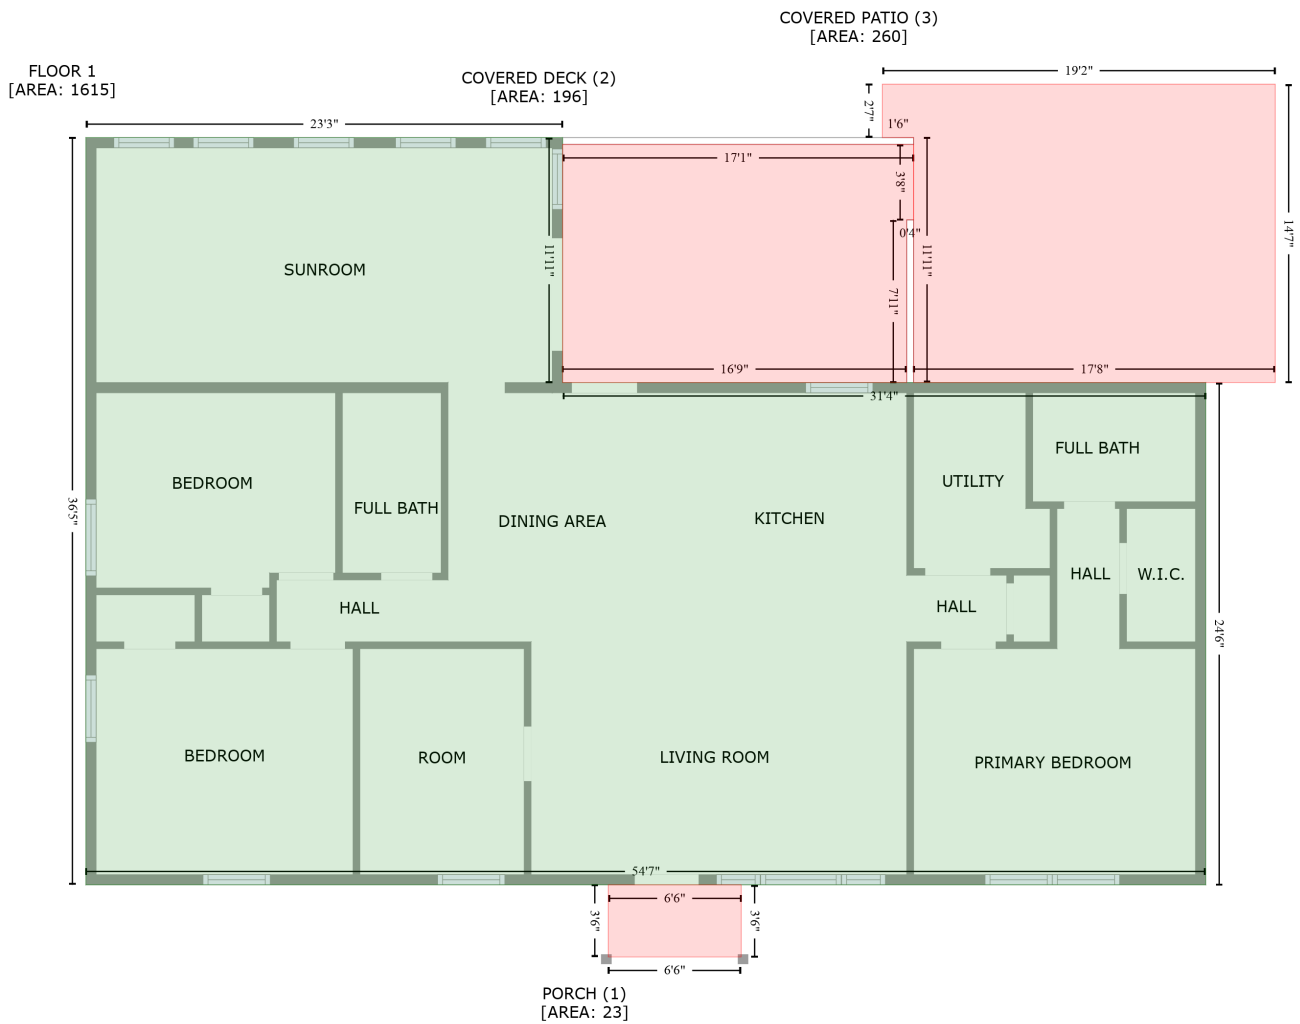 COVERED PATIO (3)
[AREA: 260]
FLOOR 1
[AREA: 1615]
COVERED DECK (2)
[AREA: 196]
19'2"
2'7"
1'6"
23'3"
17'1"
3'8"
0'4"
11'11"
11'11"
14'7"
7'11"
SUNROOM
16'9"
17'8"
31'4"
BEDROOM
FULL BATH
DINING AREA
KITCHEN
UTILITY
FULL BATH
36'5"
HALL
HALL
HALL
W.I.C.
24'6"
BEDROOM
ROOM
LIVING ROOM
PRIMARY BEDROOM
54'7"
6'6"
3'6"
3'6"
6'6"
PORCH (1)
[AREA: 23]